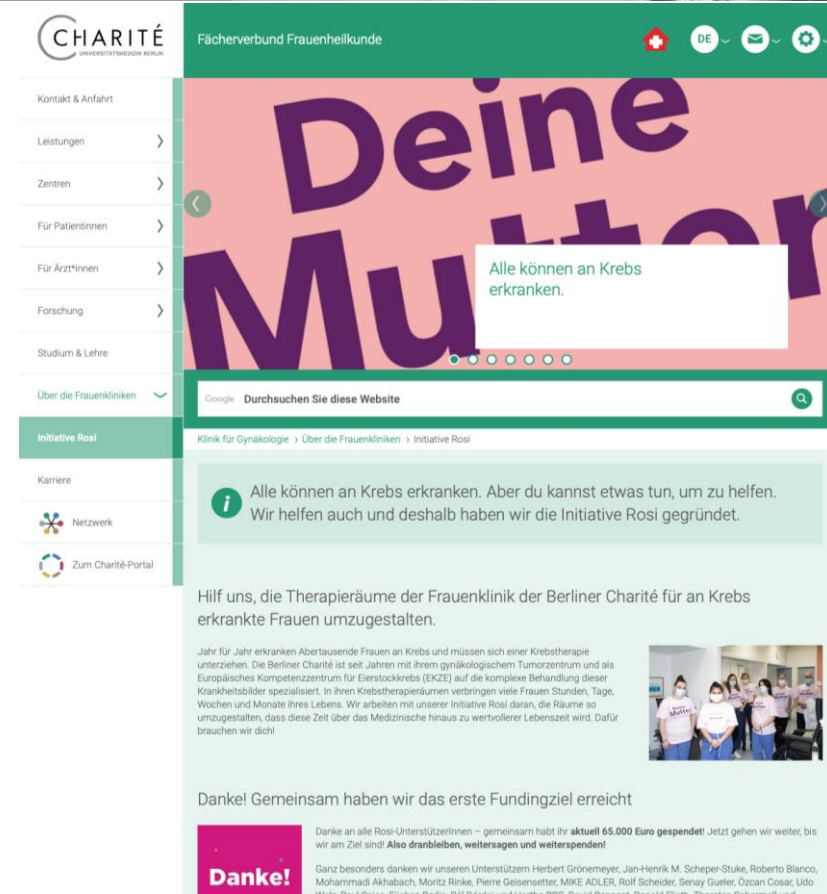 CHARITÉ
UNIVERSITÄTSMEDIZIN BERLIN
Fächerverbund Frauenheilkunde
DE
Kontakt & Anfahrt
Leistungen
Zentren
Für Patientinnen
Für Ärzt*innen
Forschung
Studium & Lehre
Über die Frauenkliniken
Initiative Rosi
Karriere
Netzwerk
Zum Charité-Portal
Deine
Mutter
Alle können an Krebs
erkranken.
Google Durchsuchen Sie diese Website
Klinik für Gynäkologie › Über die Frauenkliniken › Initiative Rosi
i
Alle können an Krebs erkranken. Aber du kannst etwas tun, um zu helfen.
Wir helfen auch und deshalb haben wir die Initiative Rosi gegründet.
Hilf uns, die Therapieräume der Frauenklinik der Berliner Charité für an Krebs
erkrankte Frauen umzugestalten.
Jahr für Jahr erkranken Abertausende Frauen an Krebs und müssen sich einer Krebstherapie
unterziehen. Die Berliner Charité ist seit Jahren mit ihrem gynäkologischem Tumorzentrum und als
Europäisches Kompetenzzentrum für Eierstockkrebs (EKZE) auf die komplexe Behandlung dieser
Krankheitsbilder spezialisiert. In ihren Krebstherapieräumen verbringen viele Frauen Stunden, Tage,
Wochen und Monate ihres Lebens. Wir arbeiten mit unserer Initiative Rosi daran, die Räume so
umzugestalten, dass diese Zeit über das Medizinische hinaus zu wertvollerer Lebenszeit wird. Dafür
brauchen wir dich!
Danke! Gemeinsam haben wir das erste Fundingziel erreicht
Danke!
Danke an alle Rosi-UnterstützerInnen – gemeinsam habt ihr aktuell 65.000 Euro gespendet! Jetzt gehen wir weiter, bis
wir am Ziel sind! Also dranbleiben, weitersagen und weiterspenden!
Ganz besonders danken wir unseren Unterstützern Herbert Grönemeyer, Jan-Henrik M. Scheper-Stuke, Roberto Blanco,
Mohammadi Akhabach, Moritz Rinke, Pierre Geisensetter, MIKE ADLER, Rolf Scheider, Senay Gueler, Özcan Cosar, Udo